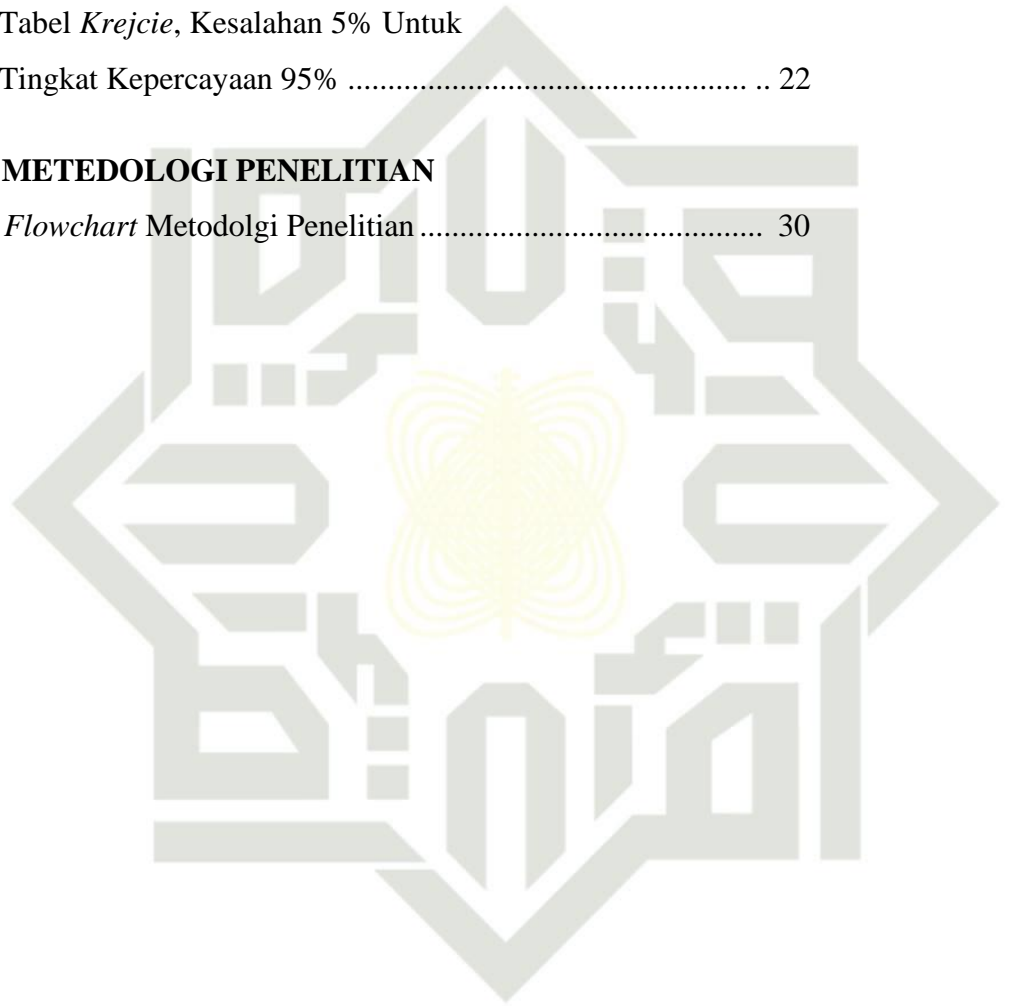 Tabel Krejcie, Kesalahan 5% Untuk
Tingkat Kepercayaan 95% .................................................. .. 22
METEDOLOGI PENELITIAN
Flowchart Metodolgi Penelitian .......................................... 30